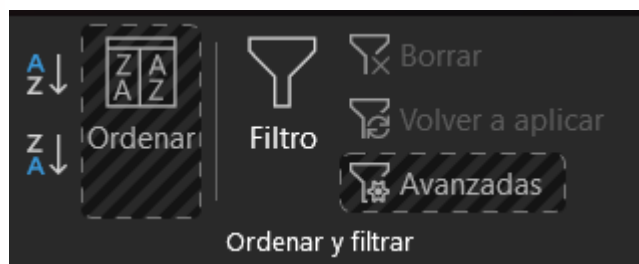 A
Z
Z A
A Z
Ordenar
Z
A
Filtro
Borrar
Volver a aplicar
Avanzadas
Ordenar y filtrar